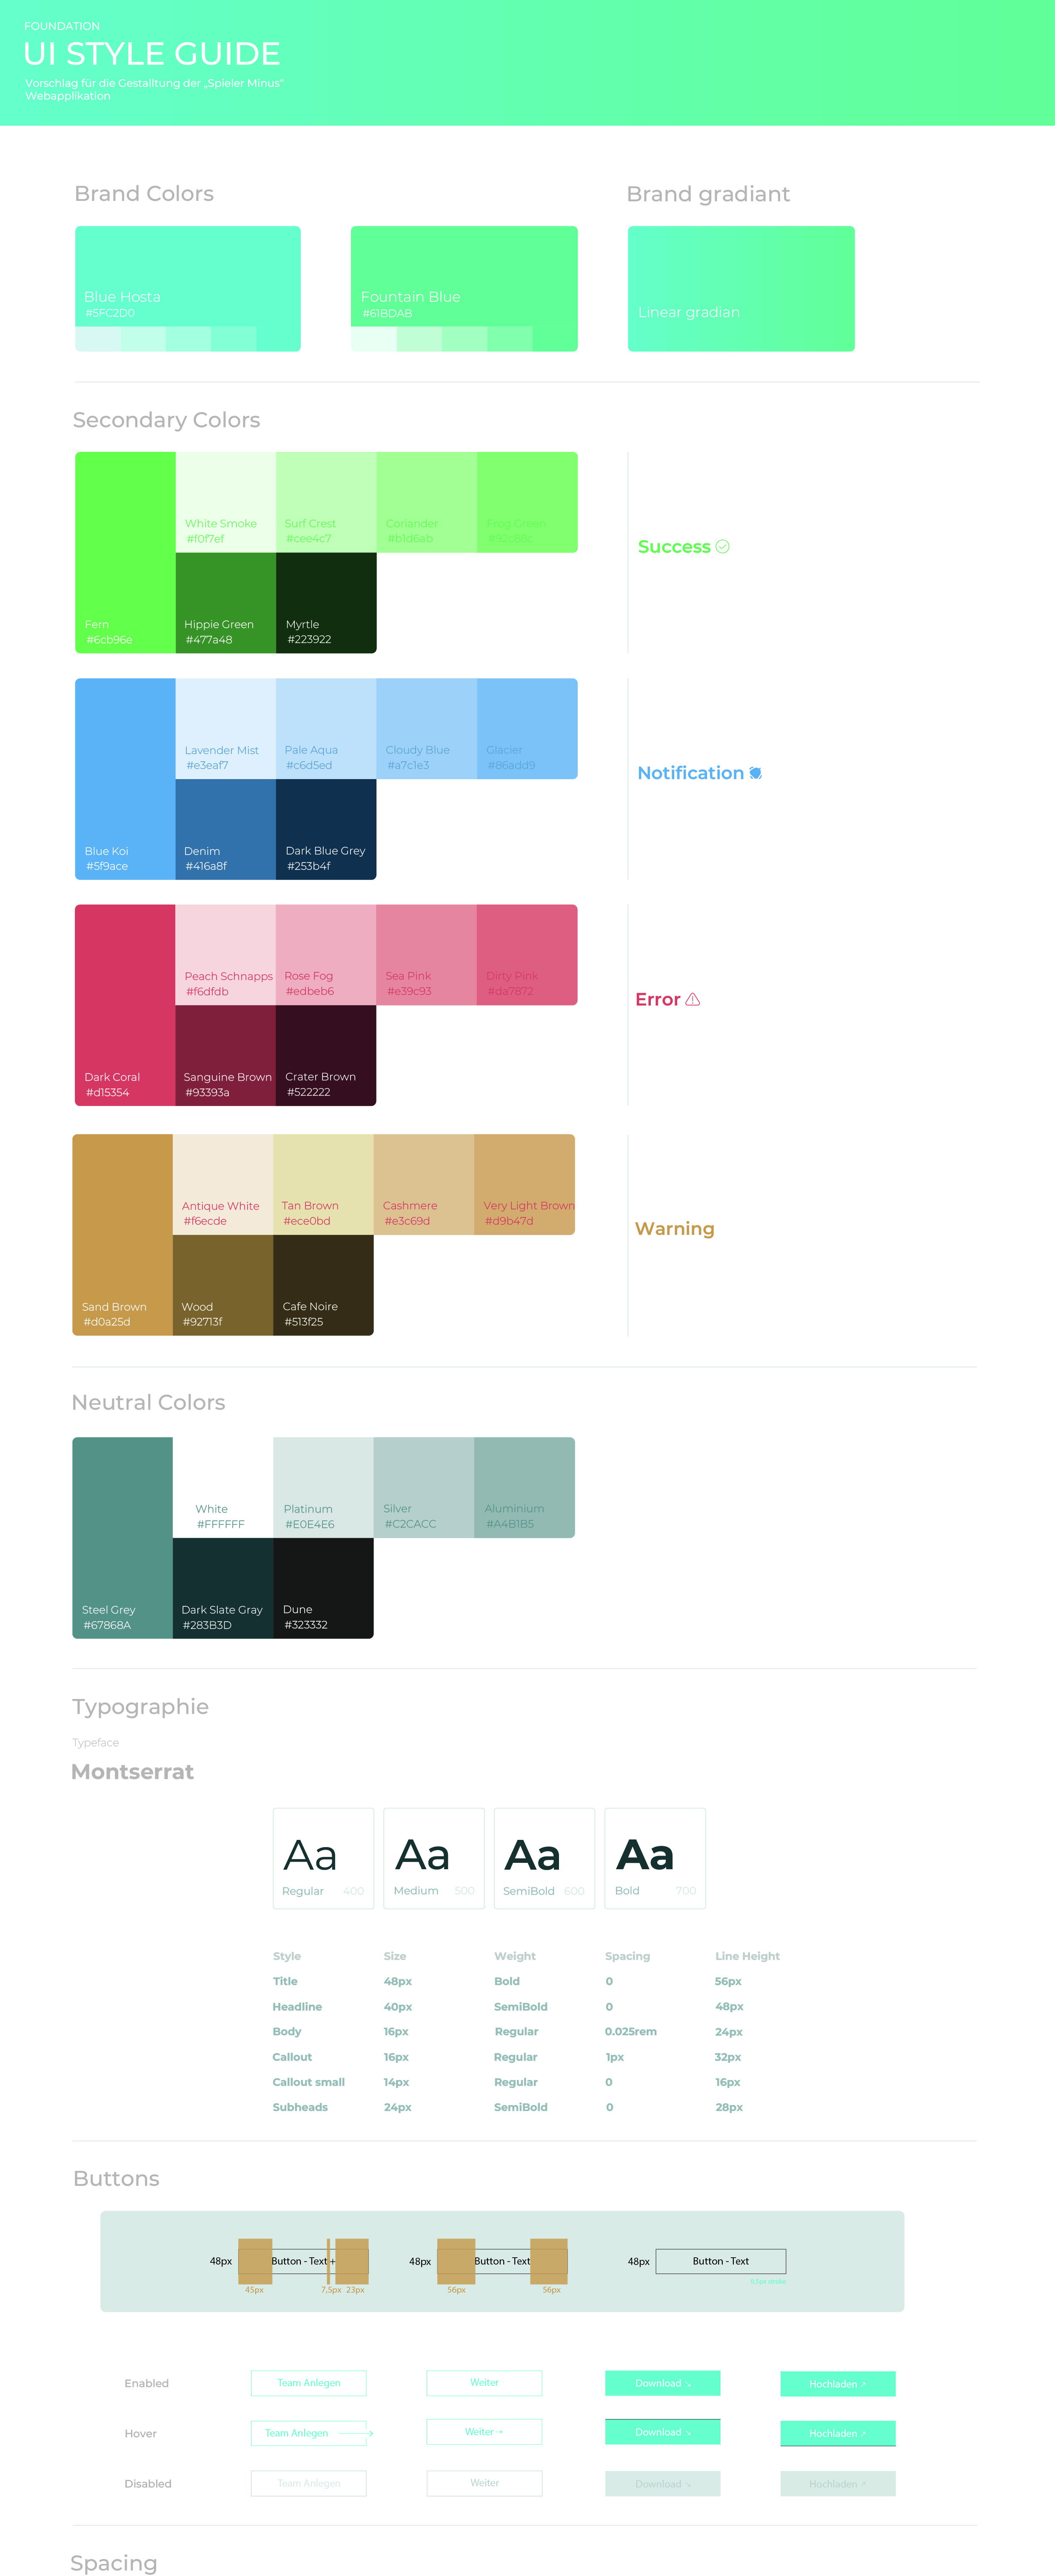 FOUNDATION
UI STYLE GUIDE
Vorschlag für die Gestalltung der „Spieler Minus“
Webapplikation
Brand Colors
Brand gradiant
Blue Hosta
#5FC2D0
Fountain Blue
#61BDAB
Linear gradian
Secondary Colors
White Smoke
#f0f7ef
Surf Crest
#cee4c7
Coriander
#b1d6ab
Frog Green
Success
Fern
#6cb96e
Hippie Green
#477a48
Myrtle
#223922
Lavender Mist
#e3eaf7
Pale Aqua
#c6d5ed
Cloudy Blue
#a7c1e3
Glacier
#86add9
Notification
Blue Koi
#5f9ace
Denim
#416a8f
Dark Blue Grey
#253b4f
Peach Schnapps
#f6dfdb
Rose Fog
#edbeb6
Sea Pink
#e39c93
Dirty Pink
#da7872
Error
Dark Coral
#d15354
Sanguine Brown
#93393a
Crater Brown
#522222
Antique White
#f6ecde
Tan Brown
#ece0bd
Cashmere
#e3c69d
Very Light Brown
#d9b47d
Warning
Sand Brown
#d0a25d
Wood
#92713f
Cafe Noire
#513f25
Neutral Colors
White
#FFFFFF
Platinum
#E0E4E6
Silver
#C2CACC
Aluminium
#A4B1B5
Steel Grey
#67868A
Dark Slate Gray
#283B3D
Dune
#323332
Typographie
Typeface
Montserrat
Aa
Regular 400
Aa
Medium 500
Aa
SemiBold 600
Aa
Bold 700
Style Size Weight Spacing Line Height
Title 48px Bold 0 56px
Headline 40px SemiBold 0 48px
Body 16px Regular 0.025rem 24px
Callout 16px Regular 1px 32px
Callout small 14px Regular 0 16px
Subheads 24px SemiBold 0 28px
Buttons
48px Button - Text +
45px 7,5px 23px
48px Button - Text
56px 56px
48px Button - Text
Enabled Team Anlegen Weiter Download ↘ Hochladen ↗
Hover Team Anlegen → Weiter → Download ↘ Hochladen ↗
Disabled Team Anlegen Weiter Download ↘ Hochladen ↗
Spacing